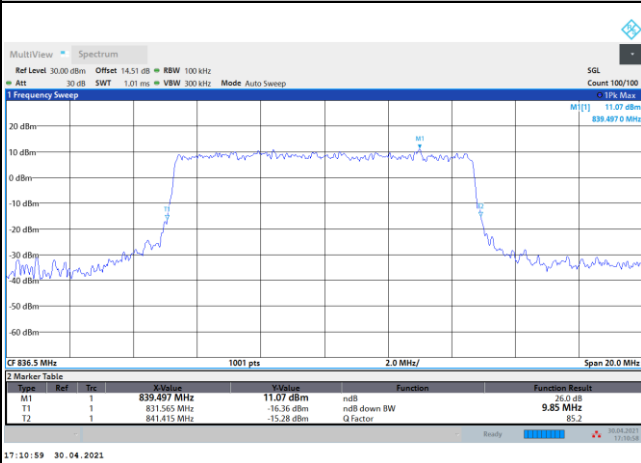 MultiView Spectrum
Ref Level 30.00 dBm Offset 14.51 dB RBW 100 kHz SGL
Att 30 dB SWT 1.01 ms VBW 300 kHz Mode Auto Sweep Count 100/100
1 Frequency Sweep 1Pk Max
M1[1] 11.07 dBm
839.497 0 MHz
20 dBm
M1
10 dBm
0 dBm
-10 dBm
T1
T2
-20 dBm
-30 dBm
-40 dBm
-50 dBm
-60 dBm
CF 836.5 MHz 1001 pts 2.0 MHz/ Span 20.0 MHz
2 Marker Table
Type Ref Trc X-Value Y-Value Function Function Result
M1 1 839.497 MHz 11.07 dBm ndB 26.0 dB
T1 1 831.565 MHz -16.36 dBm ndB down BW 9.85 MHz
T2 1 841.415 MHz -15.28 dBm Q Factor 85.2
Ready 30.04.2021
17:10:58
17:10:59 30.04.2021